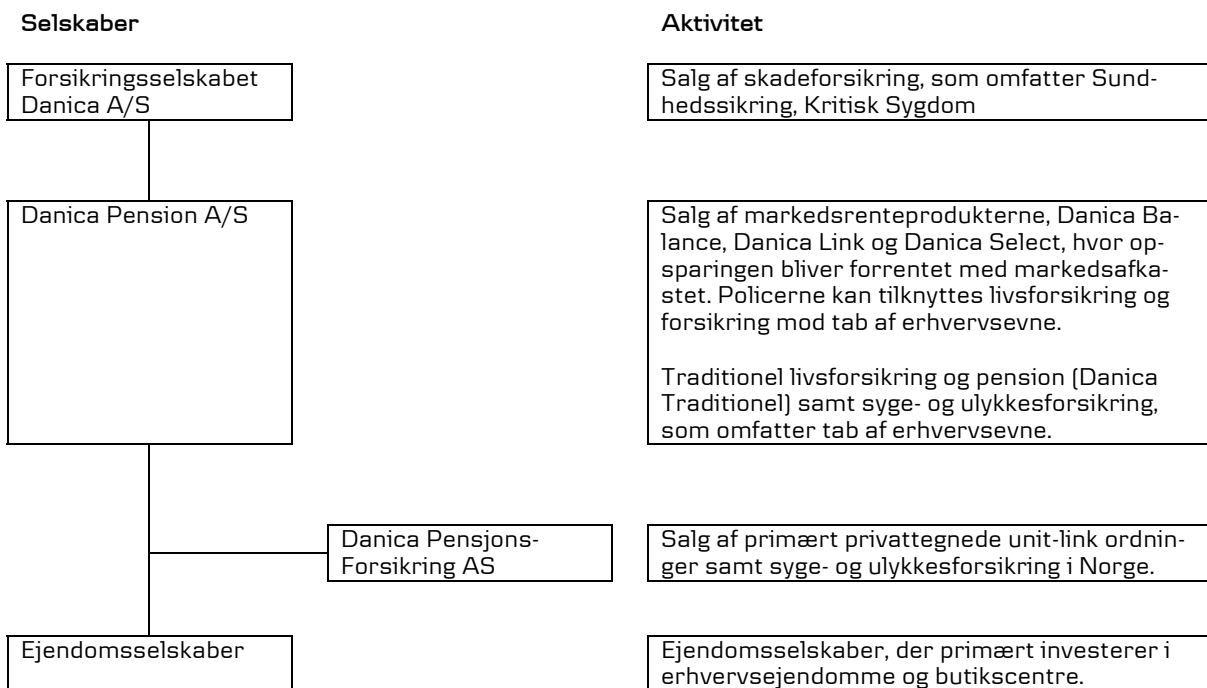 Selskaber
Aktivitet
Forsikringsselskabet
Danica A/S
Salg af skadeforsikring, som omfatter Sund-
hedssikring, Kritisk Sygdom
Danica Pension A/S
Salg af markedsrenteprodukterne, Danica Ba-
lance, Danica Link og Danica Select, hvor op-
sparingen bliver forrentet med markedsafka-
stet. Policerne kan tilknyttes livsforsikring og
forsikring mod tab af erhvervsevne.
Traditionel livsforsikring og pension (Danica
Traditionel) samt syge- og ulykkesforsikring,
som omfatter tab af erhvervsevne.
Danica Pensjons-
Forsikring AS
Salg af primært privattegnede unit-link ordnin-
ger samt syge- og ulykkesforsikring i Norge.
Ejendomsselskaber
Ejendomsselskaber, der primært investerer i
erhvervsejendomme og butikscentre.